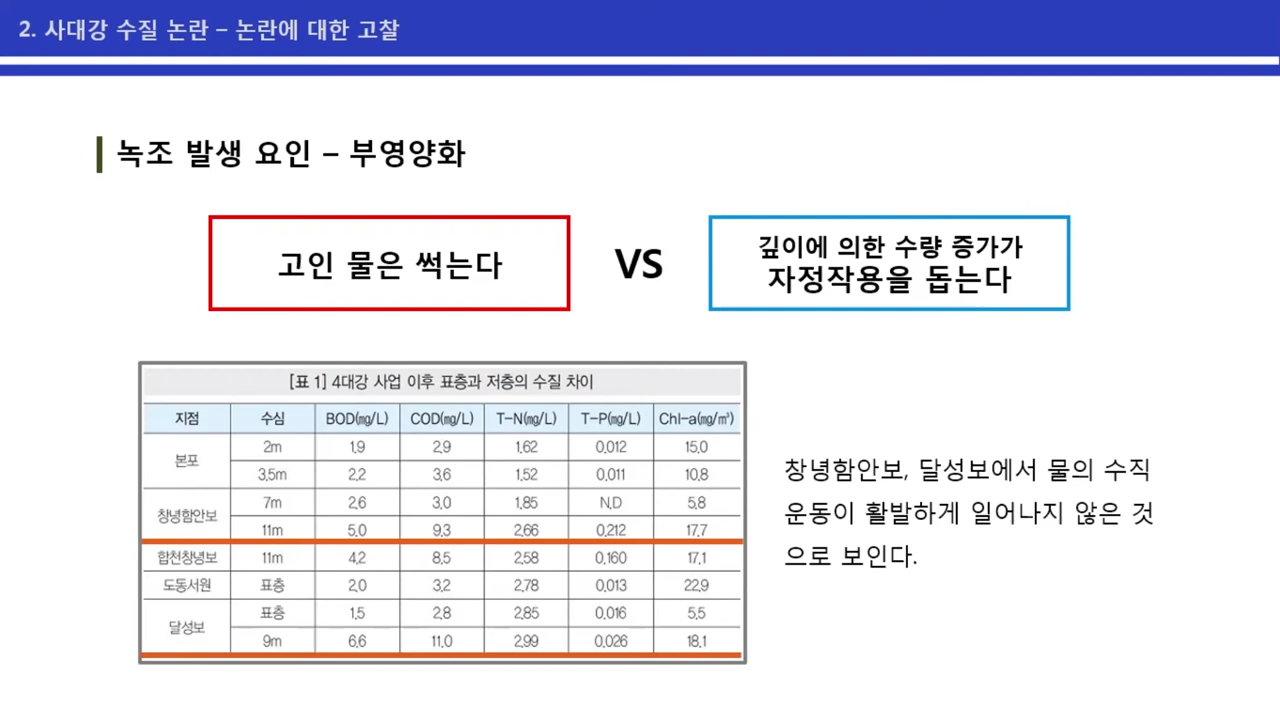 2. 사대강 수질 논란 – 논란에 대한 고찰
녹조 발생 요인 – 부영양화
고인 물은 썩는다
VS
깊이에 의한 수량 증가가
자정작용을 돕는다
[표 1] 4대강 사업 이후 표층과 저층의 수질 차이
지점 수심 BOD(㎎/L) COD(㎎/L) T-N(㎎/L) T-P(㎎/L) Chl-a(㎎/㎥)
본포 2m 1.9 2.9 1.62 0.012 15.0
3.5m 2.2 3.6 1.52 0.011 10.8
창녕함안보 7m 2.6 3.0 1.85 N.D 5.8
11m 5.0 9.3 2.66 0.212 17.7
합천창녕보 11m 4.2 8.5 2.58 0.160 17.1
도동서원 표층 2.0 3.2 2.78 0.013 22.9
달성보 표층 1.5 2.8 2.85 0.016 5.5
9m 6.6 11.0 2.99 0.026 18.1
창녕함안보, 달성보에서 물의 수직
운동이 활발하게 일어나지 않은 것
으로 보인다.